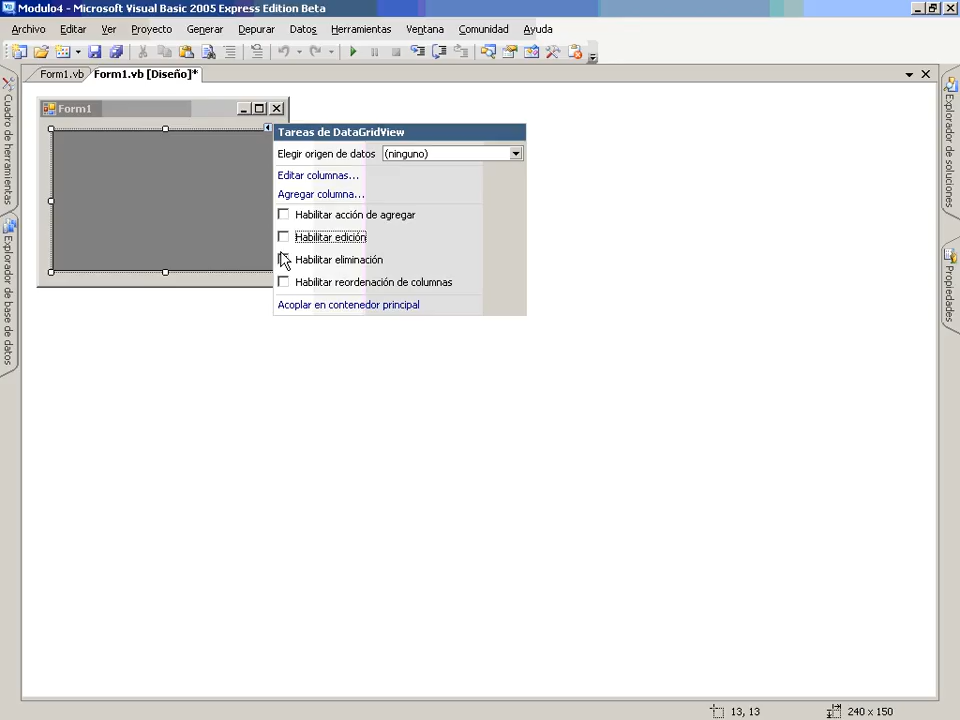 Modulo4 - Microsoft Visual Basic 2005 Express Edition Beta
Archivo Editar Ver Proyecto Generar Depurar Datos Herramientas Ventana Comunidad Ayuda
Form1.vb Form1.vb [Diseño]*
Cuadro de herramientas
Explorador de base de datos
Form1
Tareas de DataGridView
Elegir origen de datos (ninguno)
Editar columnas...
Agregar columna...
Habilitar acción de agregar
Habilitar edición
Habilitar eliminación
Habilitar reordenación de columnas
Acoplar en contenedor principal
Explorador de soluciones
Propiedades
13, 13 240 x 150